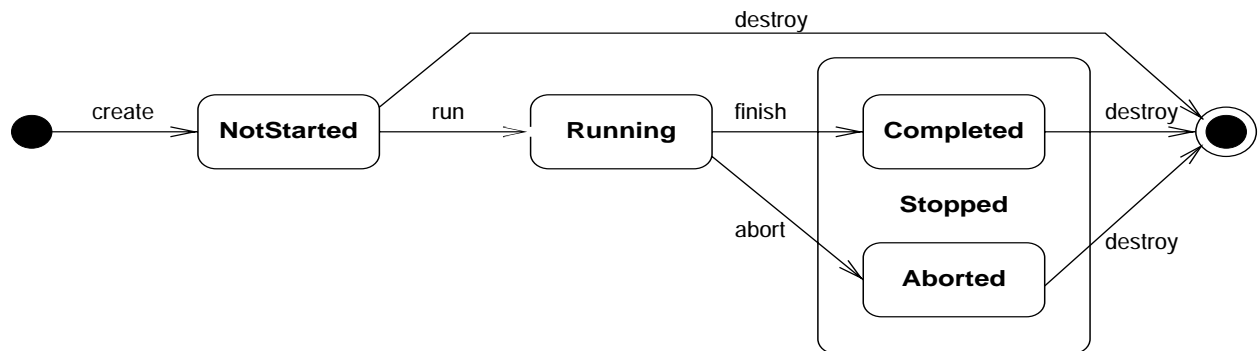 destroy
create
NotStarted
run
Running
finish
Completed
destroy
Stopped
abort
Aborted
destroy